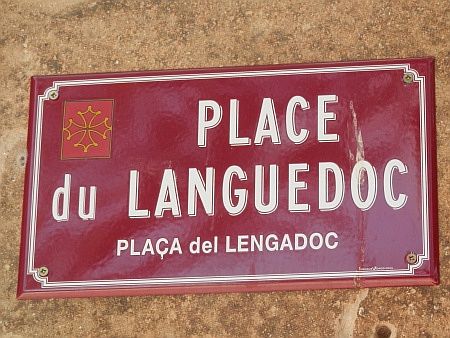 PLACE
du LANGUEDOC
PLAÇA del LENGADOC